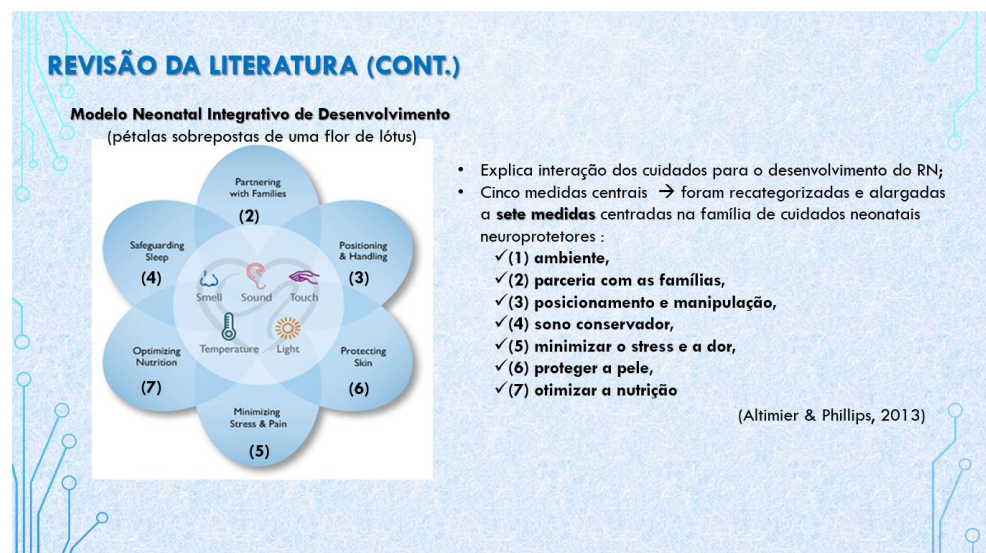 REVISÃO DA LITERATURA (CONT.)
Modelo Neonatal Integrativo de Desenvolvimento
(pétalas sobrepostas de uma flor de lótus)
Partnering
with Families
(2)
Safeguarding
Sleep
(4)
Positioning
& Handling
(3)
Smell
Sound
Touch
Temperature
Light
Optimizing
Nutrition
(7)
Protecting
Skin
(6)
Minimizing
Stress & Pain
(5)
• Explica interação dos cuidados para o desenvolvimento do RN;
• Cinco medidas centrais → foram recategorizadas e alargadas
a sete medidas centradas na família de cuidados neonatais
neuroprotetores :
✓(1) ambiente,
✓(2) parceria com as famílias,
✓(3) posicionamento e manipulação,
✓(4) sono conservador,
✓(5) minimizar o stress e a dor,
✓(6) proteger a pele,
✓(7) otimizar a nutrição
(Altimier & Phillips, 2013)